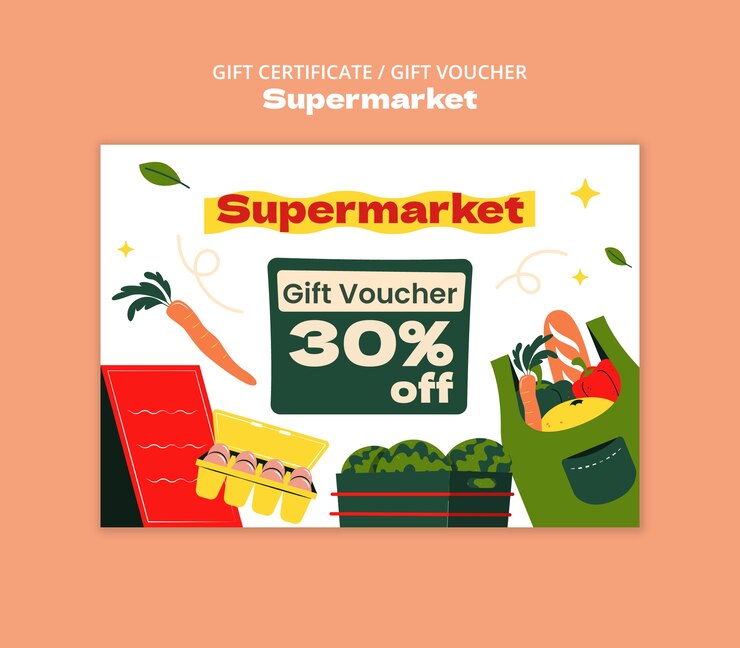 GIFT CERTIFICATE / GIFT VOUCHER
Supermarket
Supermarket
Gift Voucher
30%
off